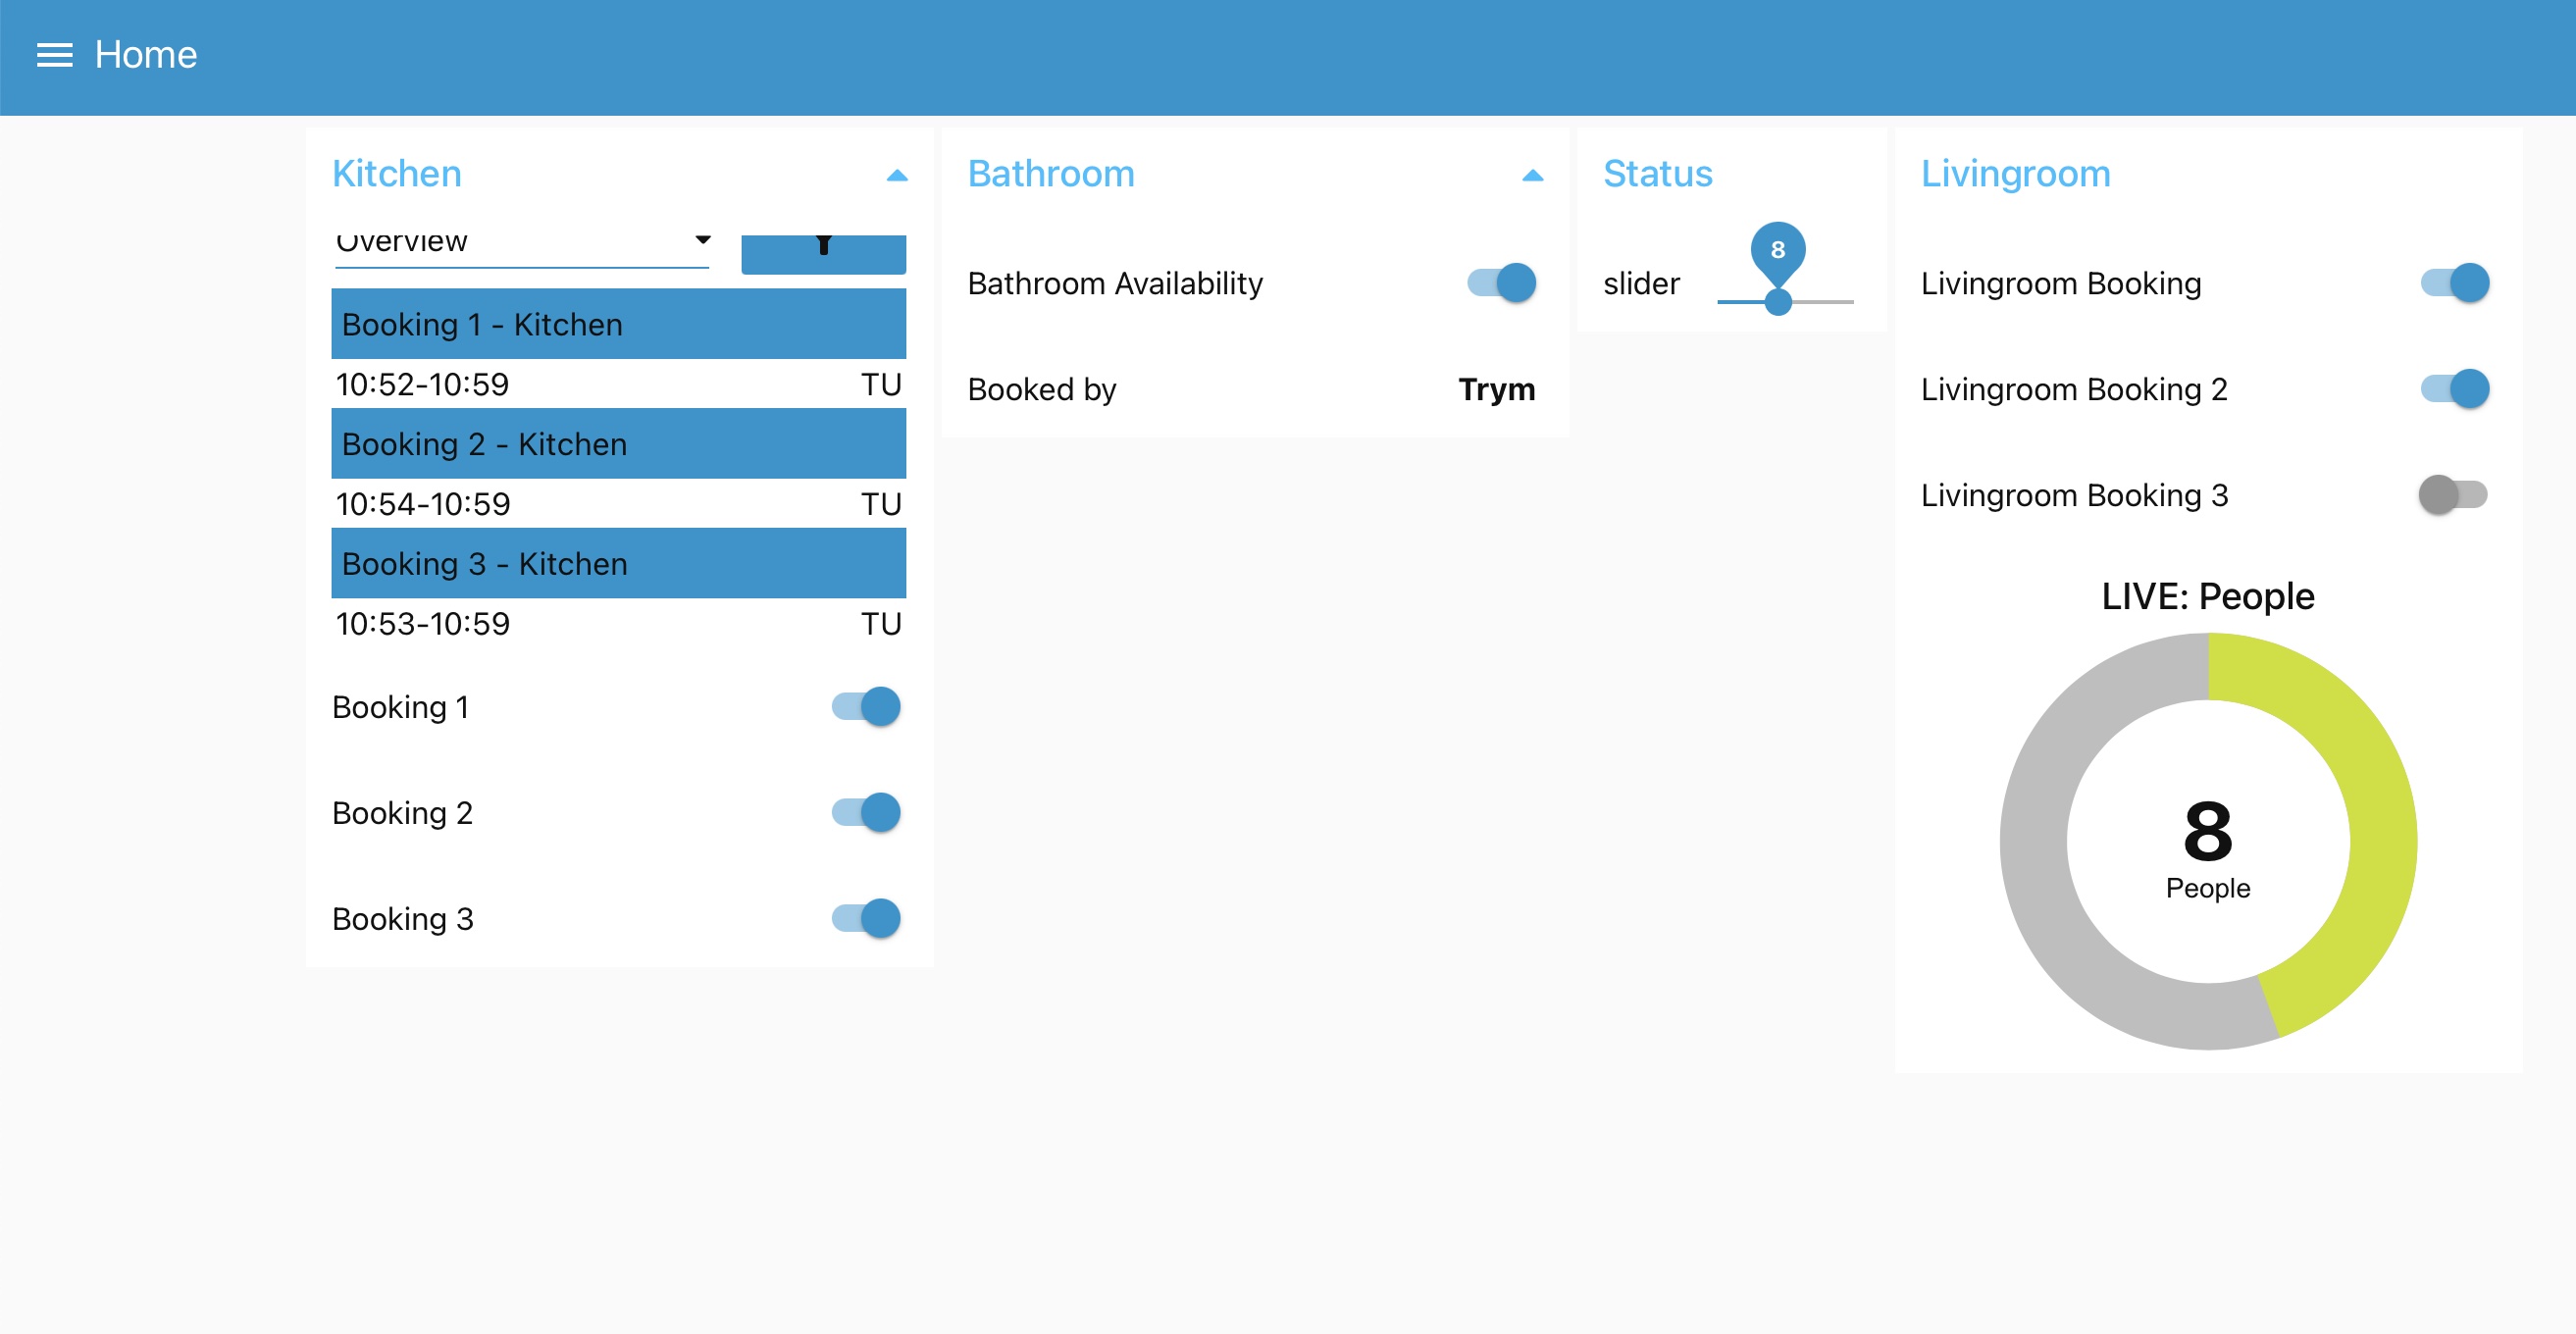 Home
Kitchen
Overview
Booking 1 - Kitchen
10:52-10:59 TU
Booking 2 - Kitchen
10:54-10:59 TU
Booking 3 - Kitchen
10:53-10:59 TU
Booking 1
Booking 2
Booking 3
Bathroom
Bathroom Availability
Booked by Trym
Status
8
slider
Livingroom
Livingroom Booking
Livingroom Booking 2
Livingroom Booking 3
LIVE: People
8
People